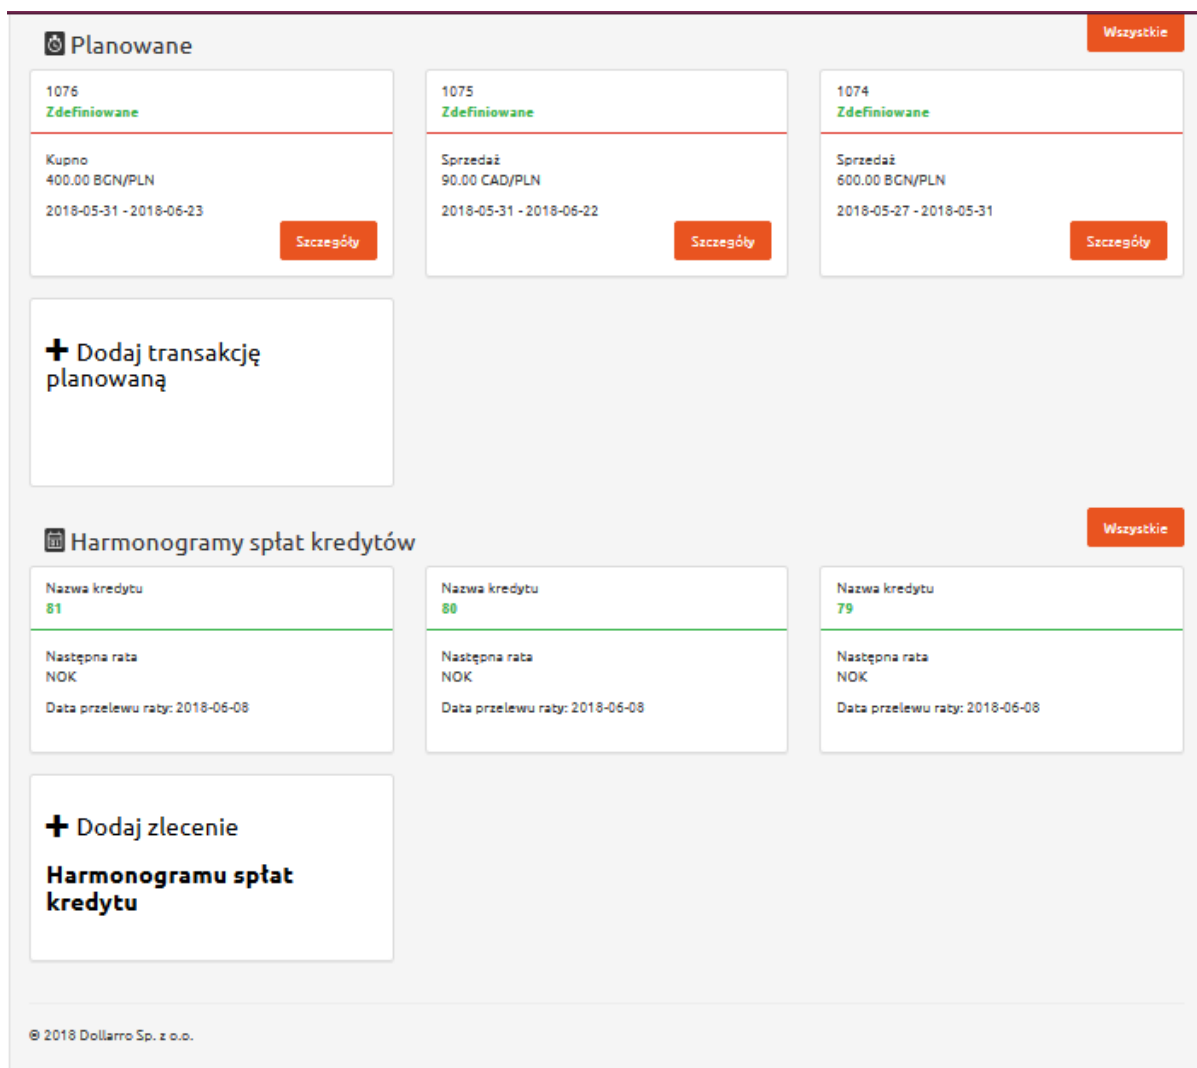 Planowane
Wszystkie
1076
Zdefiniowane
Kupno
400.00 BGN/PLN
2018-05-31 - 2018-06-23
Szczegóły
1075
Zdefiniowane
Sprzedaż
90.00 CAD/PLN
2018-05-31 - 2018-06-22
Szczegóły
1074
Zdefiniowane
Sprzedaż
600.00 BGN/PLN
2018-05-27 - 2018-05-31
Szczegóły
+ Dodaj transakcję
planowaną
Harmonogramy spłat kredytów
Wszystkie
Nazwa kredytu
81
Następna rata
NOK
Data przelewu raty: 2018-06-08
Nazwa kredytu
80
Następna rata
NOK
Data przelewu raty: 2018-06-08
Nazwa kredytu
79
Następna rata
NOK
Data przelewu raty: 2018-06-08
+ Dodaj zlecenie
Harmonogramu spłat
kredytu
© 2018 Dollarro Sp. z o.o.